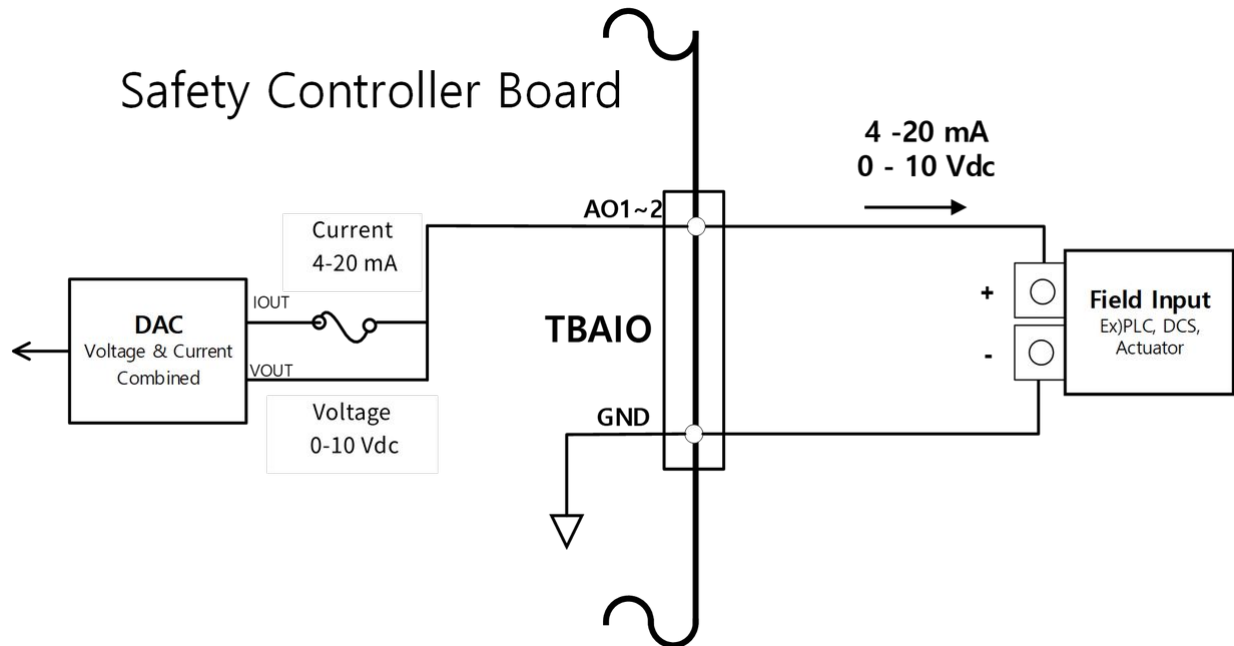 Safety Controller Board
4 -20 mA
0 - 10 Vdc
AO1~2
Current
4-20 mA
IOUT
DAC
Voltage & Current
Combined
VOUT
Voltage
0-10 Vdc
TBAIO
GND
+
-
Field Input
Ex)PLC, DCS,
Actuator